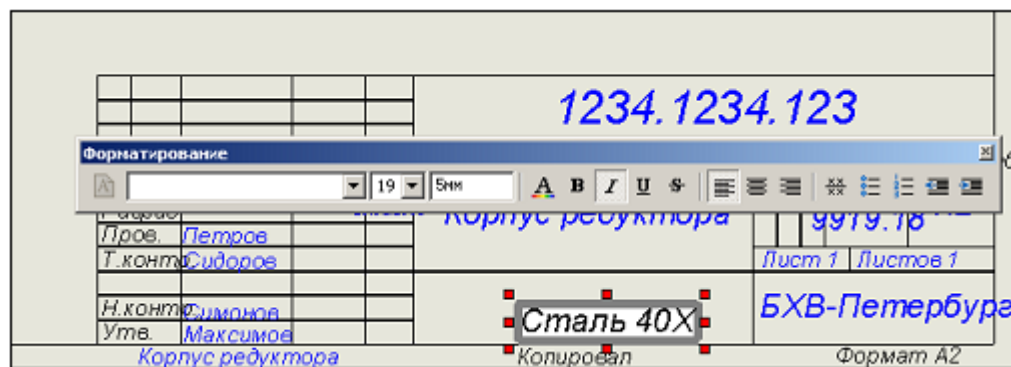 1234.1234.123
Форматирование
19 5мм
A B I U S
Корпус редуктора
9919.18
Пров. Петров
Т.контр Сидоров Лист 1 Листов 1
Н.контр Симонов БХВ-Петербург
Сталь 40Х
Утв. Максимов
Корпус редуктора Копировал Формат А2